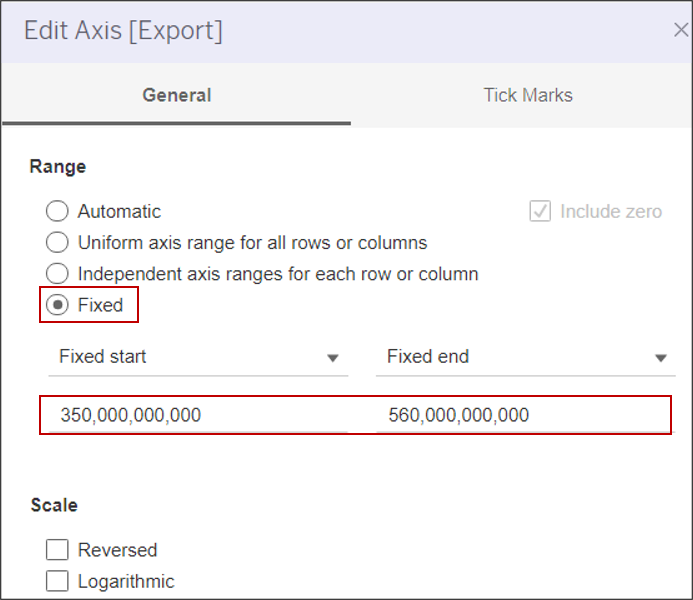 Edit Axis [Export]
General Tick Marks
Range
Automatic Include zero
Uniform axis range for all rows or columns
Independent axis ranges for each row or column
Fixed
Fixed start Fixed end
350,000,000,000 560,000,000,000
Scale
Reversed
Logarithmic